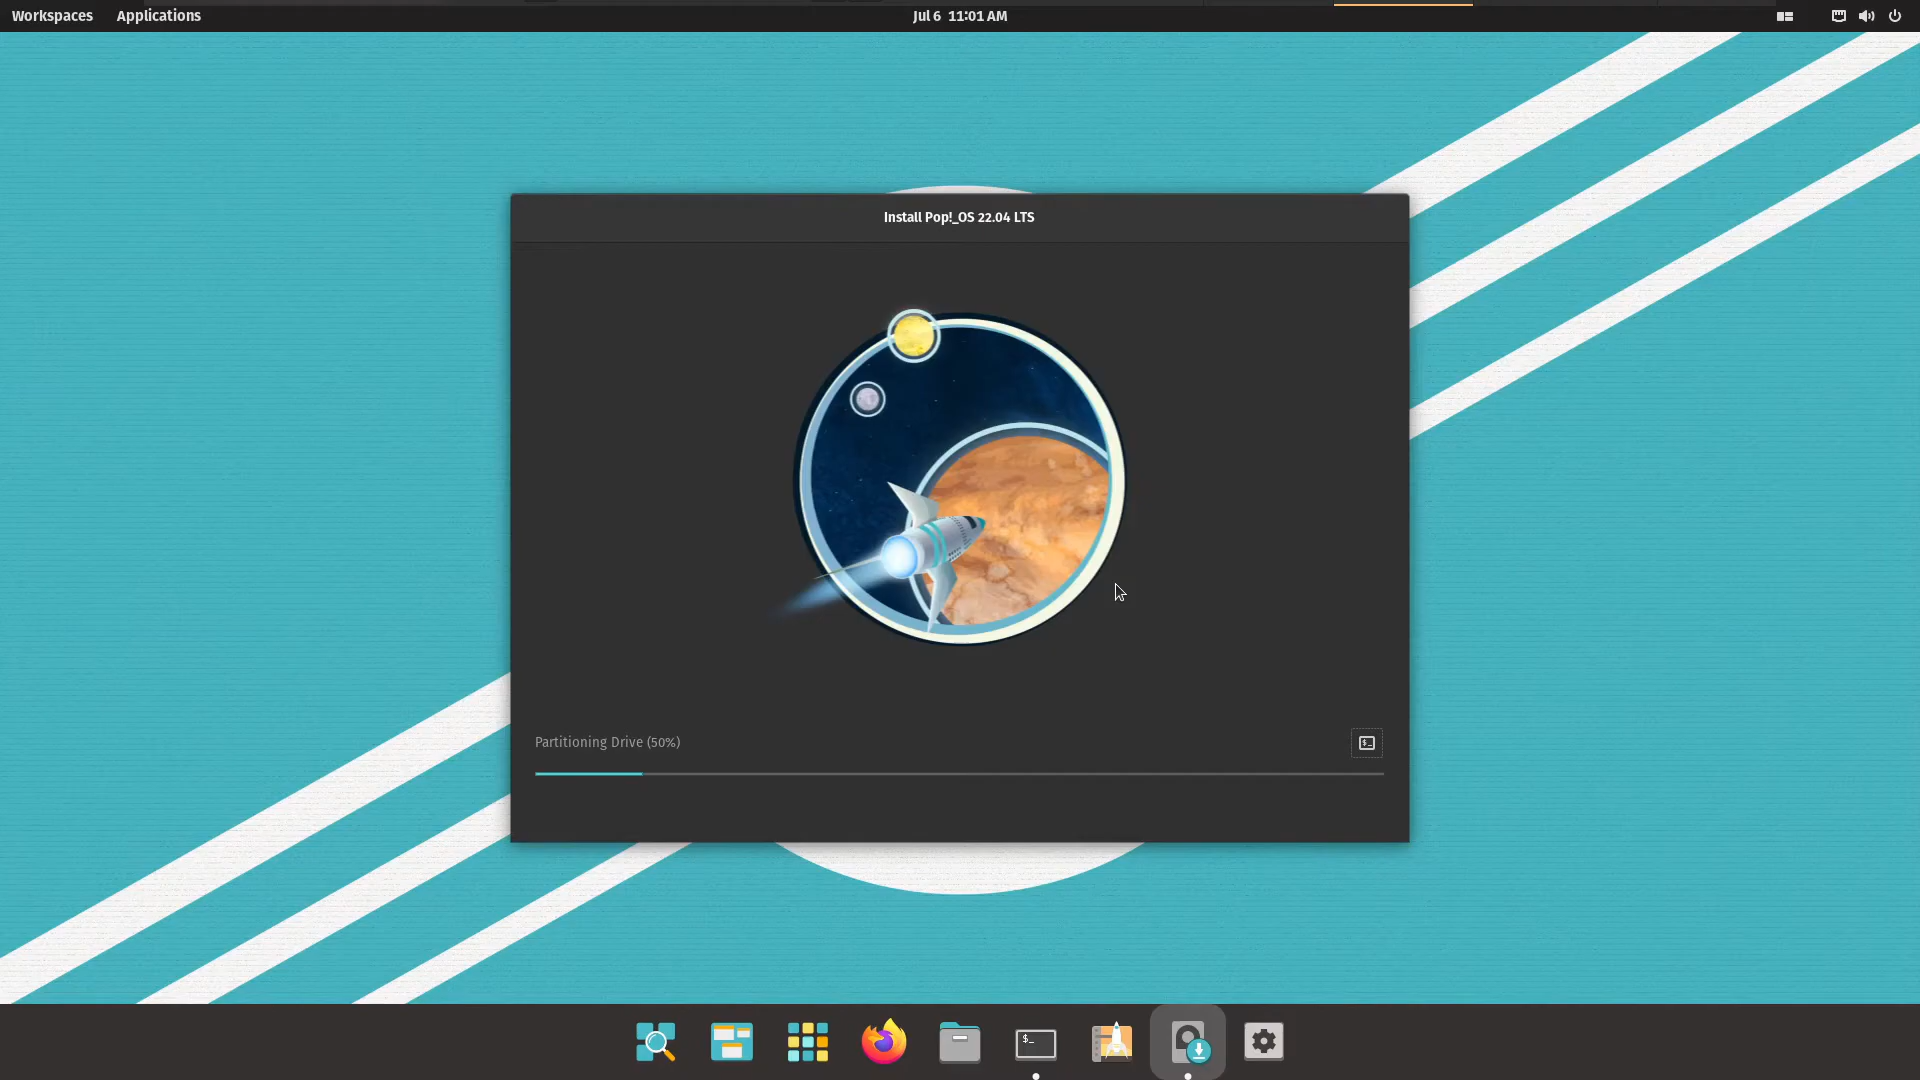 Workspaces Applications Jul 6 11:01 AM
Install Pop!_OS 22.04 LTS
Partitioning Drive (50%)
$_
$_